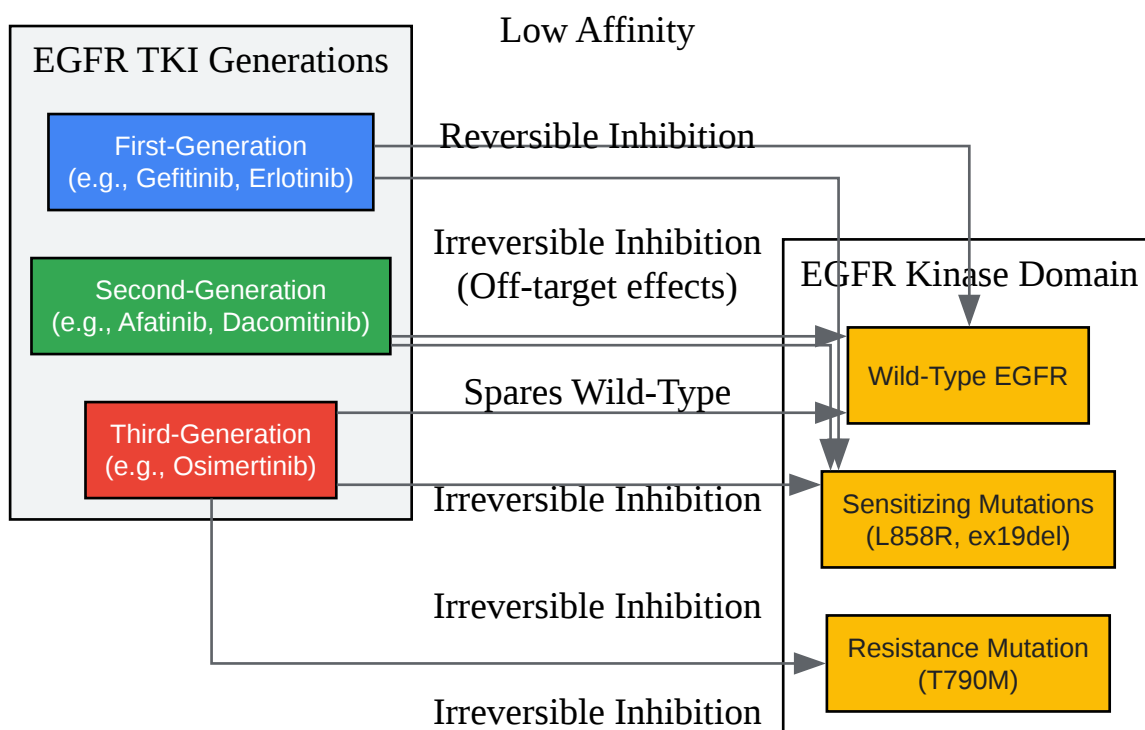 Low Affinity
EGFR TKI Generations
First-Generation
(e.g., Gefitinib, Erlotinib)
Reversible Inhibition
Second-Generation
(e.g., Afatinib, Dacomitinib)
Irreversible Inhibition
(Off-target effects)
Third-Generation
(e.g., Osimertinib)
Spares Wild-Type
Irreversible Inhibition
Irreversible Inhibition
Irreversible Inhibition
EGFR Kinase Domain
Wild-Type EGFR
Sensitizing Mutations
(L858R, ex19del)
Resistance Mutation
(T790M)